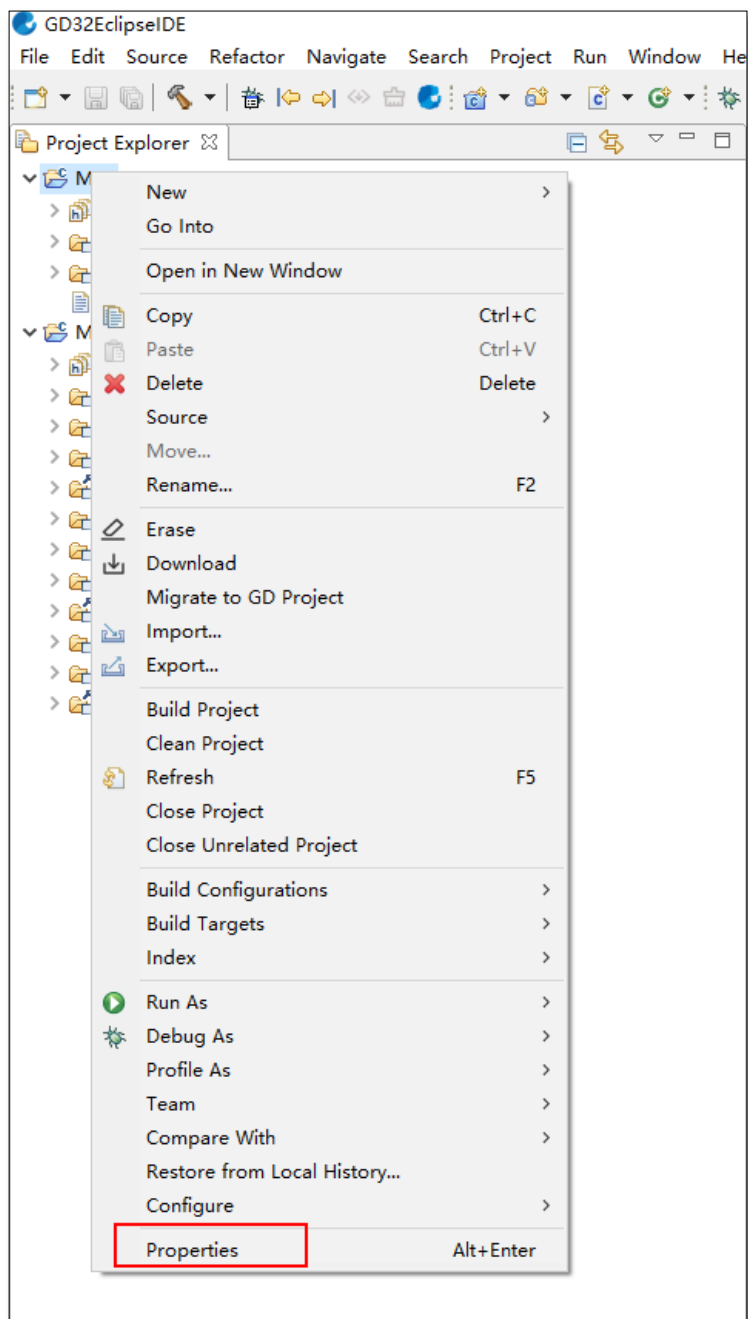 GD32EclipseIDE
File Edit Source Refactor Navigate Search Project Run Window He
Project Explorer
M
New
Go Into
Open in New Window
Copy Ctrl+C
Paste Ctrl+V
Delete Delete
Source
Move...
Rename... F2
Erase
Download
Migrate to GD Project
Import...
Export...
Build Project
Clean Project
Refresh F5
Close Project
Close Unrelated Project
Build Configurations
Build Targets
Index
Run As
Debug As
Profile As
Team
Compare With
Restore from Local History...
Configure
Properties Alt+Enter
M